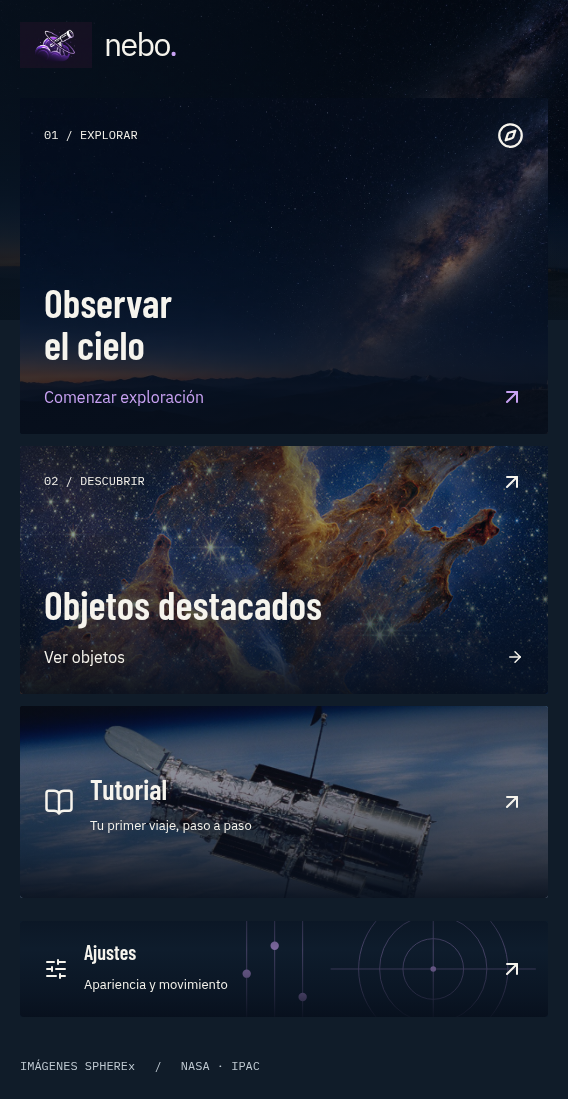 nebo.
01 / EXPLORAR
Observar
el cielo
Comenzar exploración
02 / DESCUBRIR
Objetos destacados
Ver objetos
Tutorial
Tu primer viaje, paso a paso
Ajustes
Apariencia y movimiento
IMÁGENES SPHEREx / NASA · IPAC